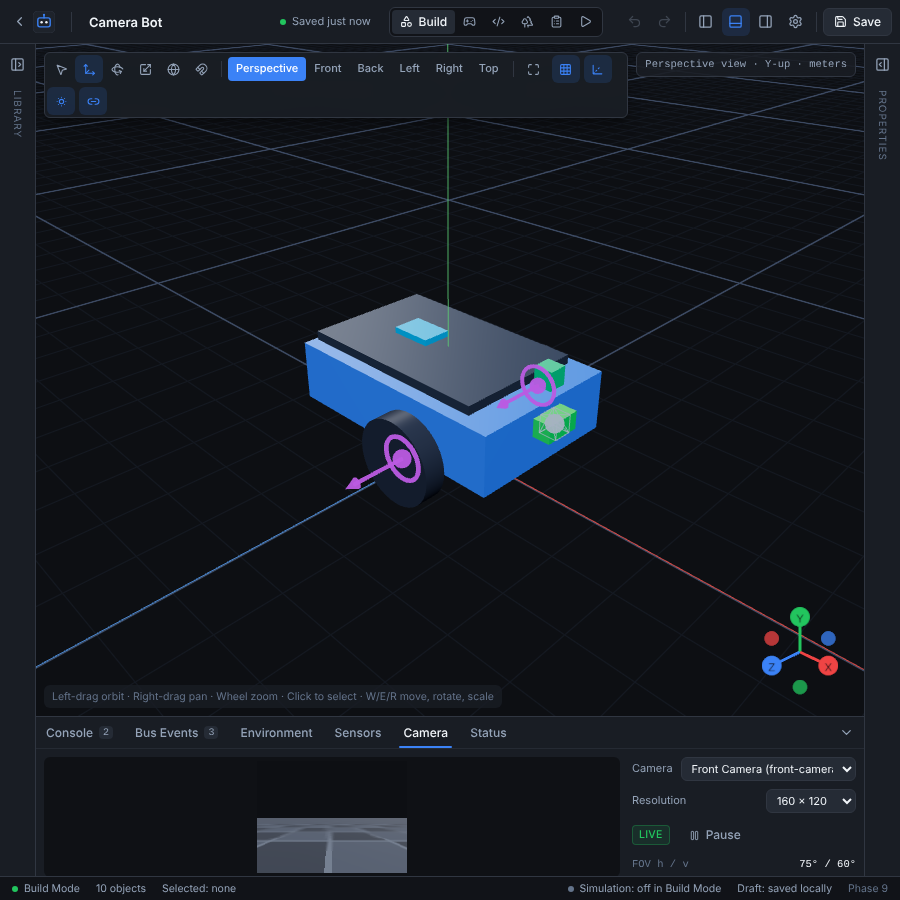 Camera Bot
Saved just now
Build
Save
LIBRARY
Perspective Front Back Left Right Top
Perspective view · Y-up · meters
PROPERTIES
Y
Z X
Left-drag orbit · Right-drag pan · Wheel zoom · Click to select · W/E/R move, rotate, scale
Console 2 Bus Events 3 Environment Sensors Camera Status
Camera Front Camera (front-camera
Resolution 160 × 120
LIVE Pause
FOV h / v 75° / 60°
Build Mode 10 objects Selected: none Simulation: off in Build Mode Draft: saved locally Phase 9